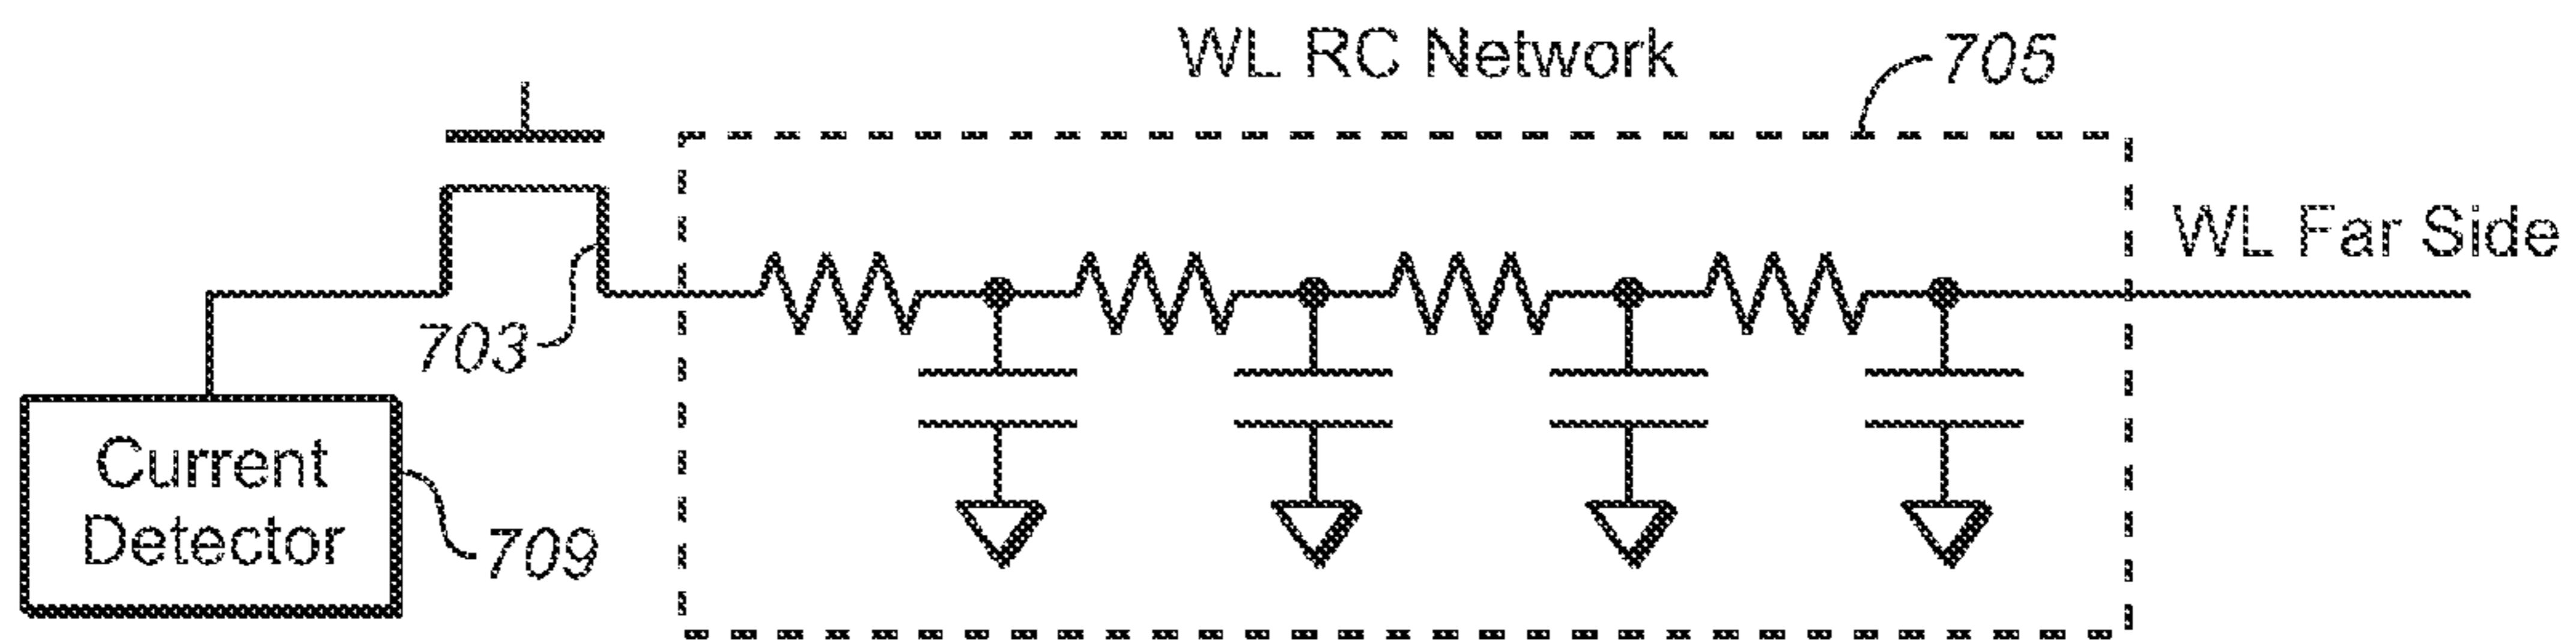 WL RC Network
705
WL Far Side
703
Current
Detector
709